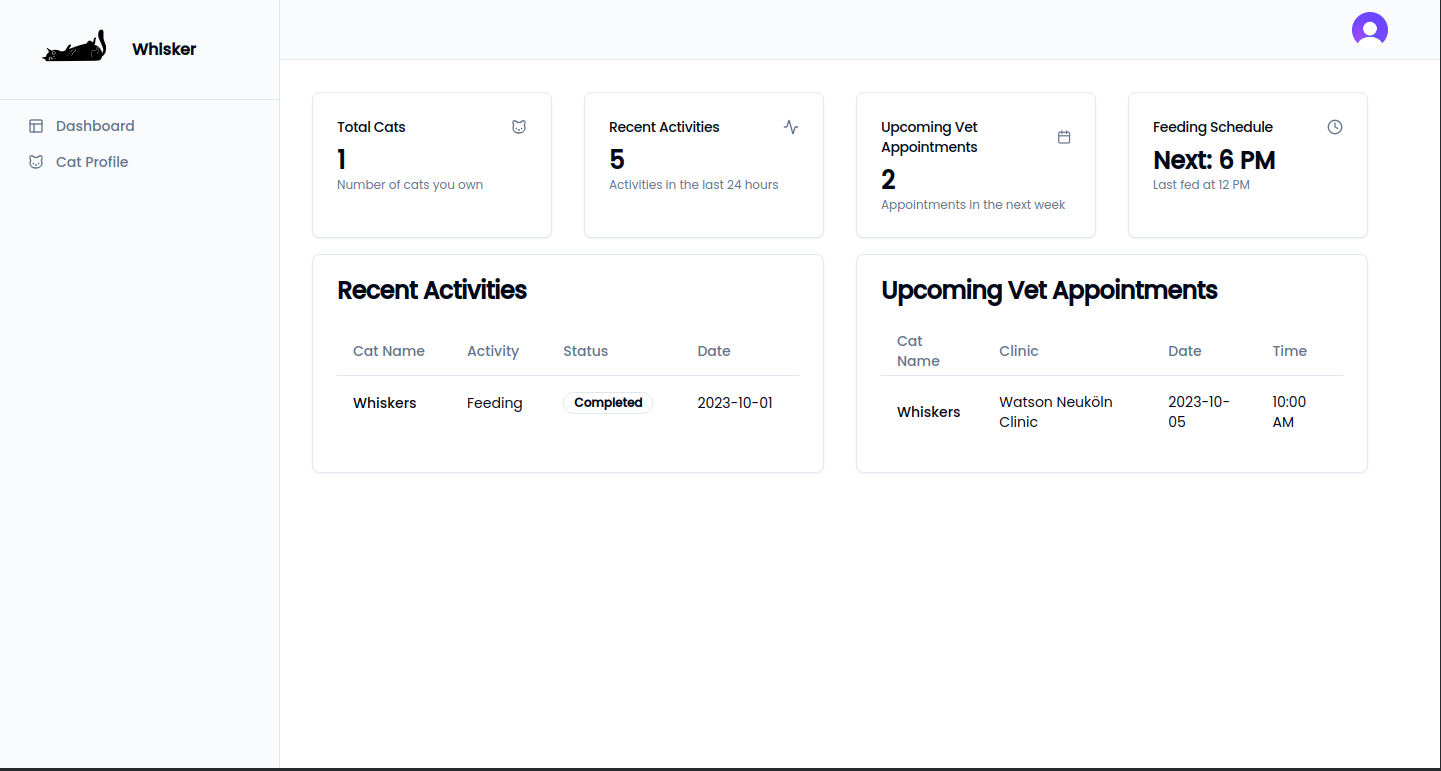 Whisker
Dashboard
Cat Profile
Total Cats
1
Number of cats you own
Recent Activities
5
Activities in the last 24 hours
Upcoming Vet
Appointments
2
Appointments in the next week
Feeding Schedule
Next: 6 PM
Last fed at 12 PM
Recent Activities
Cat Name Activity Status Date
Whiskers Feeding Completed 2023-10-01
Upcoming Vet Appointments
Cat
Name
Clinic
Date
Time
Whiskers
Watson Neuköln
Clinic
2023-10-
05
10:00
AM